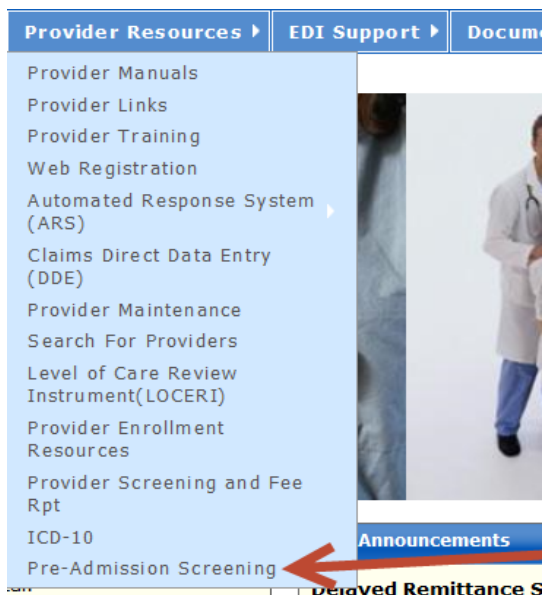 Provider Resources EDI Support
Provider Manuals
Provider Links
Provider Training
Web Registration
Automated Response System
(ARS)
Claims Direct Data Entry
(DDE)
Provider Maintenance
Search For Providers
Level of Care Review
Instrument(LOCERI)
Provider Enrollment
Resources
Provider Screening and Fee
Rpt
ICD-10
Announcements
Pre-Admission Screening
Delayed Remittance S